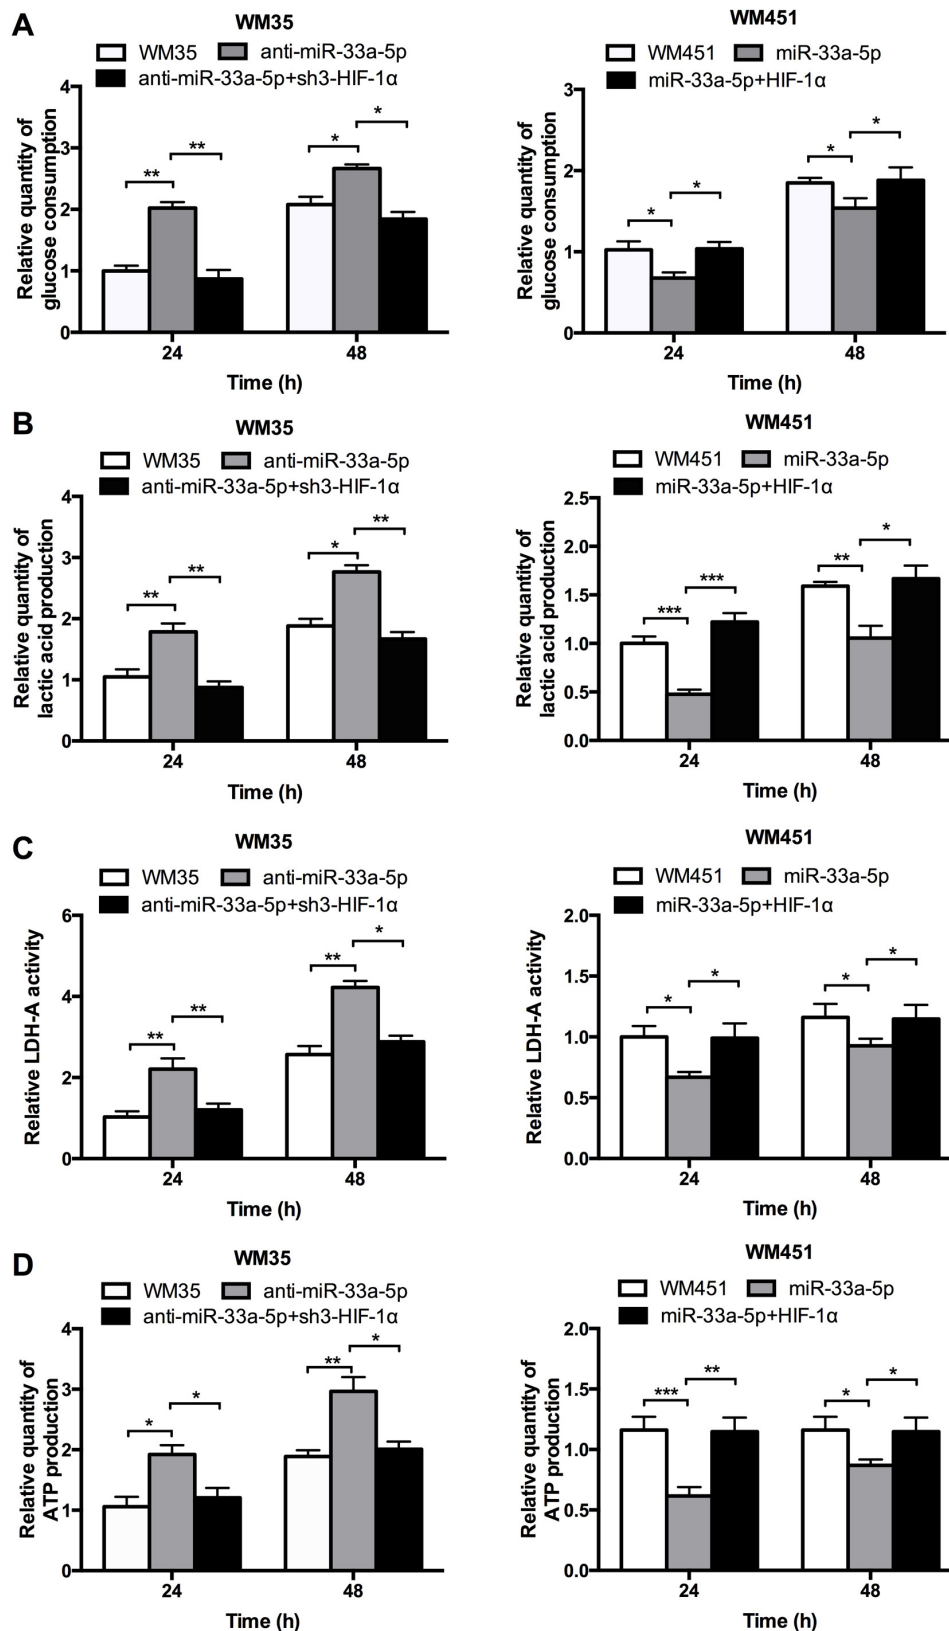 A
WM35
WM35 anti-miR-33a-5p
anti-miR-33a-5p+sh3-HIF-1α
Relative quantity of
glucose consumption
4
3
2
1
0
** ** * *
24 48
Time (h)
WM451
WM451 miR-33a-5p
miR-33a-5p+HIF-1α
Relative quantity of
glucose consumption
3
2
1
0
* * * *
24 48
Time (h)
B
WM35
WM35 anti-miR-33a-5p
anti-miR-33a-5p+sh3-HIF-1α
Relative quantity of
lactic acid production
4
3
2
1
0
** ** * **
24 48
Time (h)
WM451
WM451 miR-33a-5p
miR-33a-5p+HIF-1α
Relative quantity of
lactic acid production
2.5
2.0
1.5
1.0
0.5
0.0
*** *** ** *
24 48
Time (h)
C
WM35
WM35 anti-miR-33a-5p
anti-miR-33a-5p+sh3-HIF-1α
Relative LDH-A activity
6
4
2
0
** ** ** *
24 48
Time (h)
WM451
WM451 miR-33a-5p
miR-33a-5p+HIF-1α
Relative LDH-A activity
2.0
1.5
1.0
0.5
0.0
* * * *
24 48
Time (h)
D
WM35
WM35 anti-miR-33a-5p
anti-miR-33a-5p+sh3-HIF-1α
Relative quantity of
ATP production
4
3
2
1
0
* * ** *
24 48
Time (h)
WM451
WM451 miR-33a-5p
miR-33a-5p+HIF-1α
Relative quantity of
ATP production
2.0
1.5
1.0
0.5
0.0
*** ** * *
24 48
Time (h)